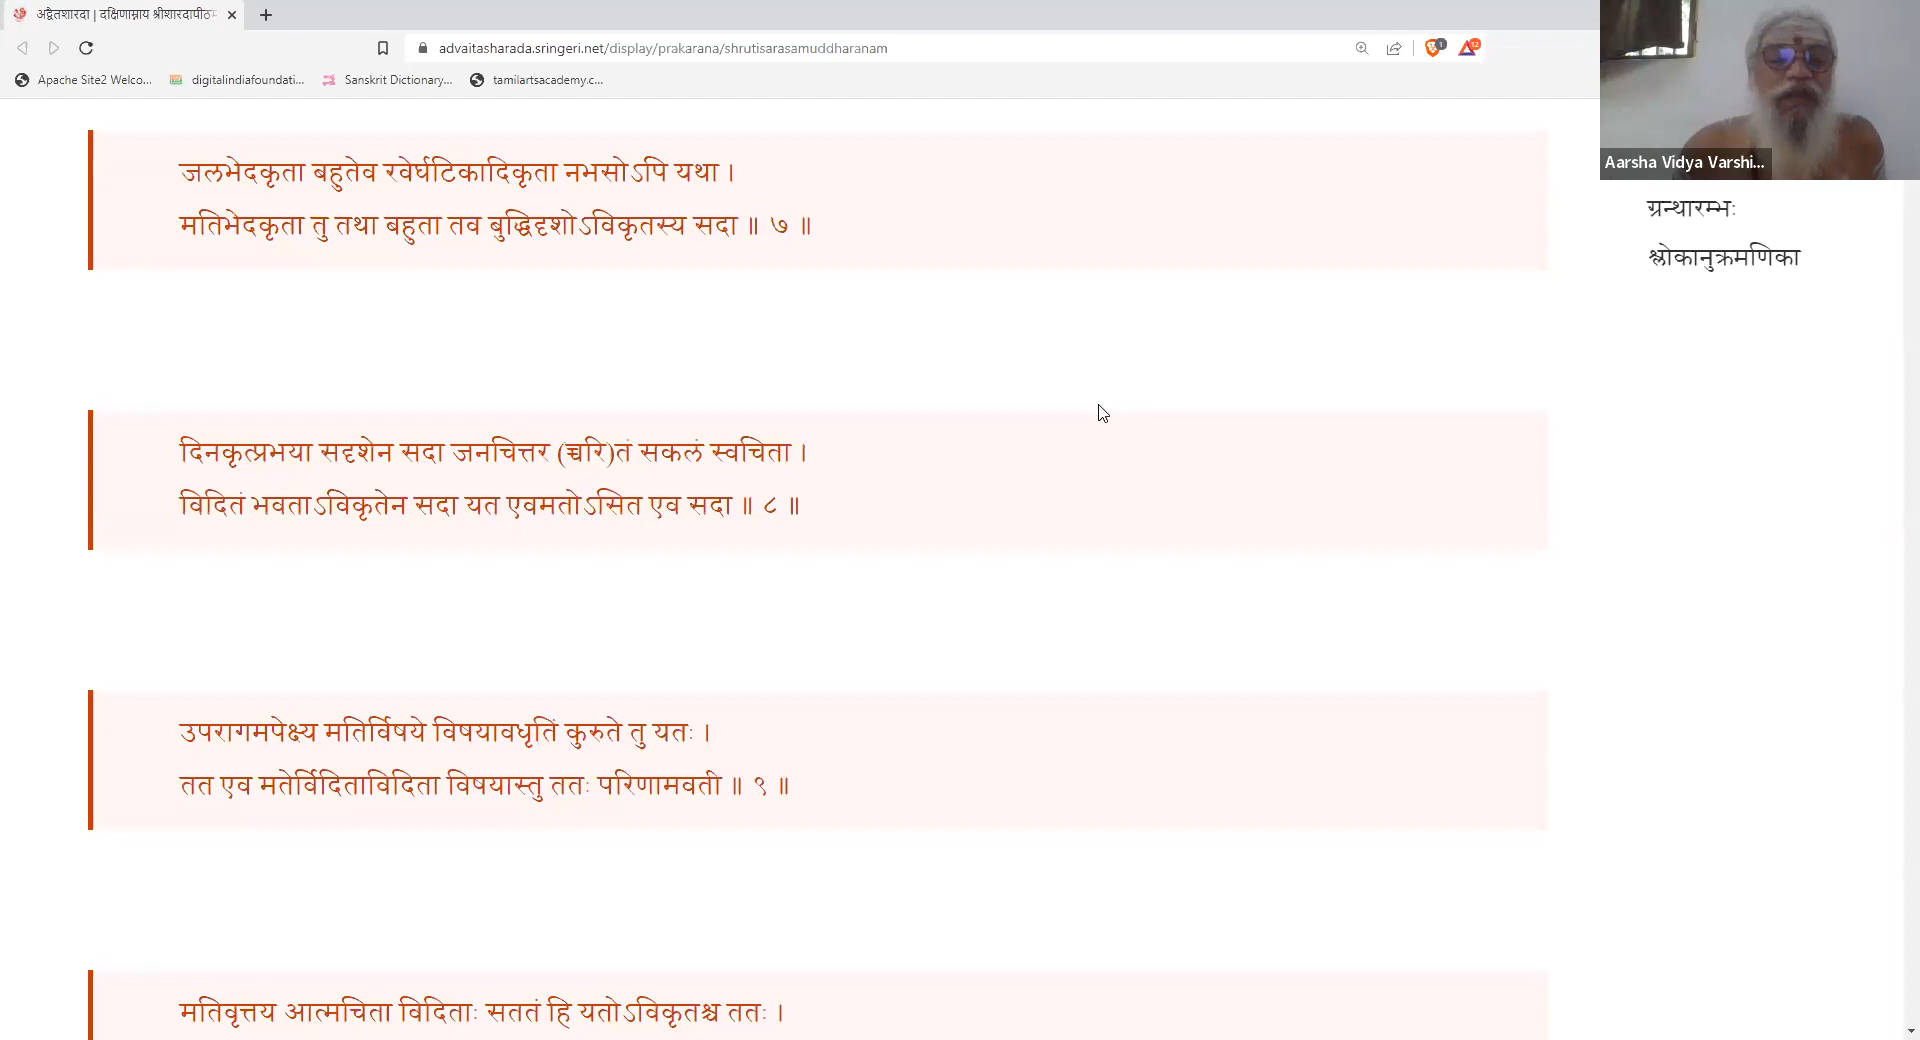 अद्वैतशारदा | दक्षिणाम्नाय श्रीशारदापीठम
advaitasharada.sringeri.net/display/prakarana/shrutisarasamuddharanam
1
12
Apache Site2 Welco...
digitalindiafoundati...
Sanskrit Dictionary...
tamilartsacademy.c...
Aarsha Vidya Varshi...
ग्रन्थारम्भः
श्लोकानुक्रमणिका
जलभेदकृता बहुतेव रवेर्घटिकादिकृता नभसोऽपि यथा ।
मतिभेदकृता तु तथा बहुता तव बुद्धिदृशोऽविकृतस्य सदा ॥ ७ ॥
दिनकृत्प्रभया सदृशेन सदा जनचित्तर (च्चरि)तं सकलं स्वचिता ।
विदितं भवताऽविकृतेन सदा यत एवमतोऽसित एव सदा ॥ ८ ॥
उपरागमपेक्ष्य मतिर्विषये विषयावधृतिं कुरुते तु यतः ।
तत एव मतेर्विदिताविदिता विषयास्तु ततः परिणामवती ॥ ९ ॥
मतिवृत्तय आत्मचिता विदिताः सततं हि यतोऽविकृतश्च ततः ।